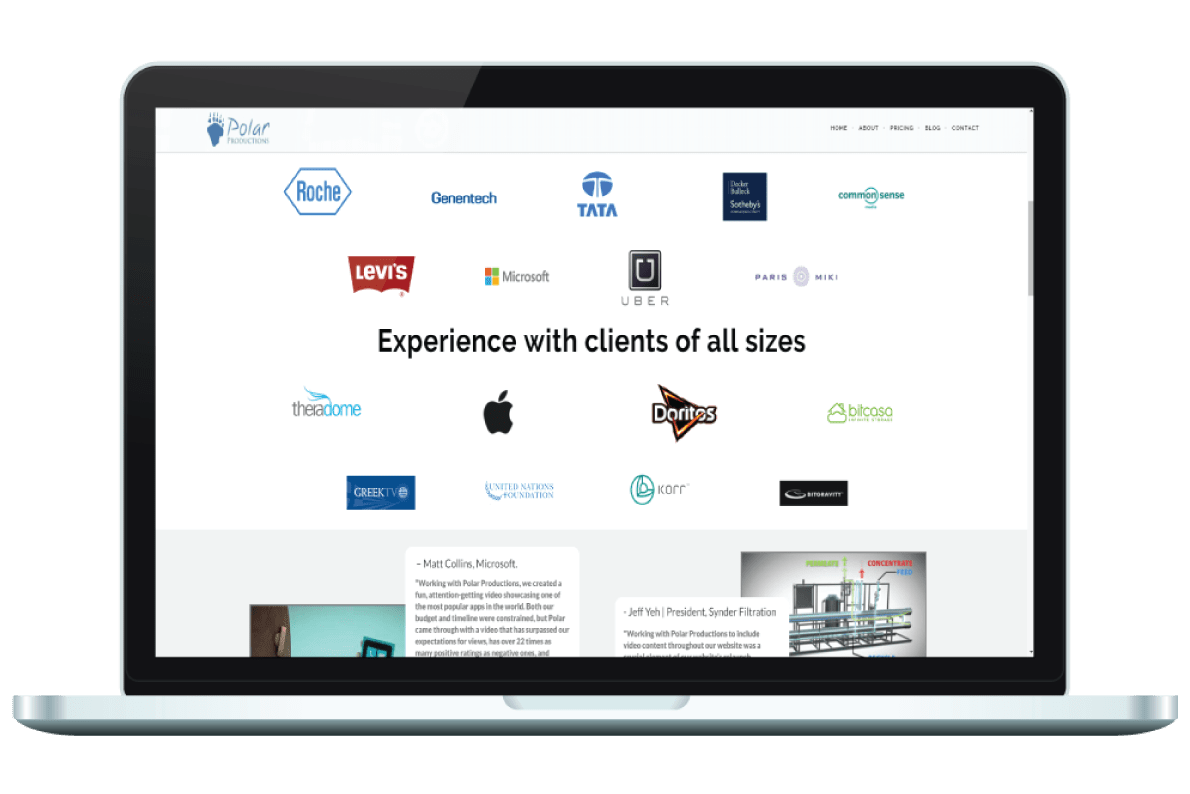 Polar
PRODUCTIONS
HOME ABOUT PRICING BLOG CONTACT
Roche
Genentech
TATA
Decker
Bullock
Sotheby's
common sense
media
LEVI'S
®
Microsoft
UBER
PARIS MIKI
Experience with clients of all sizes
theradome
Doritos
bitcasa
INFINITE STORAGE
GREEKTV
UNITED NATIONS
FOUNDATION
korr
BITGRAVITY
– Matt Collins, Microsoft.
"Working with Polar Productions, we created a
fun, attention-getting video showcasing one of
the most popular apps in the world. Both our
budget and timeline were constrained, but Polar
came through with a video that has surpassed our
expectations for views, has over 22 times as
many positive ratings as negative ones, and
PERMEATE
CONCENTRATE
FEED
- Jeff Yeh | President, Synder Filtration
"Working with Polar Productions to include
video content throughout our website was a